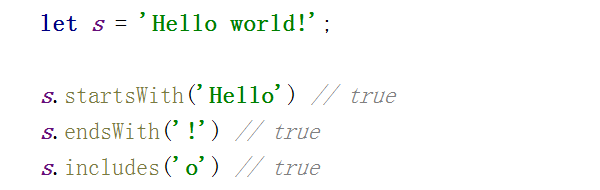 let s = 'Hello world!';
s.startsWith('Hello') // true
s.endsWith('!') // true
s.includes('o') // true